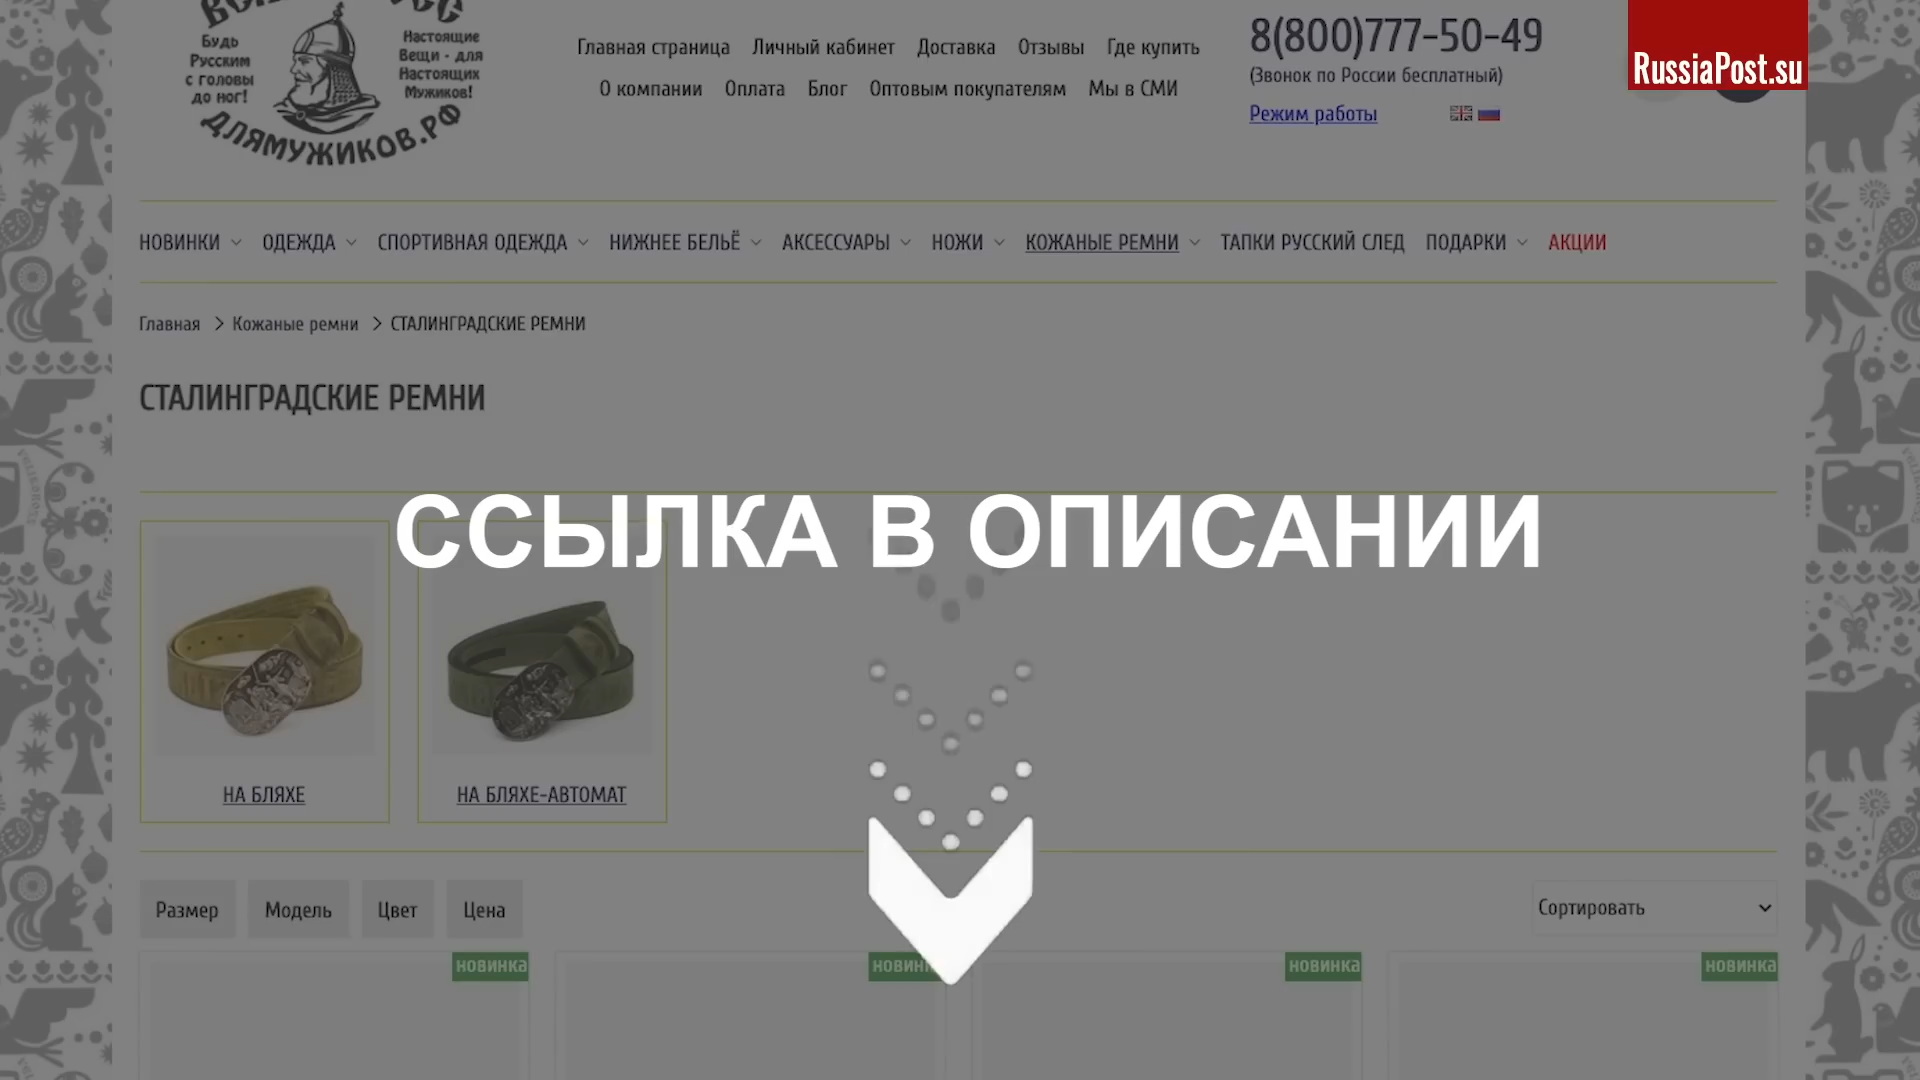 Будь
Русским
с головы
до ног!
Настоящие
Вещи - для
Настоящих
Мужиков!
ДЛЯМУЖИКОВ.РФ
Главная страница Личный кабинет Доставка Отзывы Где купить
О компании Оплата Блог Оптовым покупателям Мы в СМИ
8(800)777-50-49
(Звонок по России бесплатный)
Режим работы
RussiaPost.su
НОВИНКИ ОДЕЖДА СПОРТИВНАЯ ОДЕЖДА НИЖНЕЕ БЕЛЬЁ АКСЕССУАРЫ НОЖИ КОЖАНЫЕ РЕМНИ ТАПКИ РУССКИЙ СЛЕД ПОДАРКИ АКЦИИ
Главная > Кожаные ремни > СТАЛИНГРАДСКИЕ РЕМНИ
СТАЛИНГРАДСКИЕ РЕМНИ
ССЫЛКА В ОПИСАНИИ
НА БЛЯХЕ НА БЛЯХЕ-АВТОМАТ
Размер Модель Цвет Цена Сортировать
новинка новинка новинка